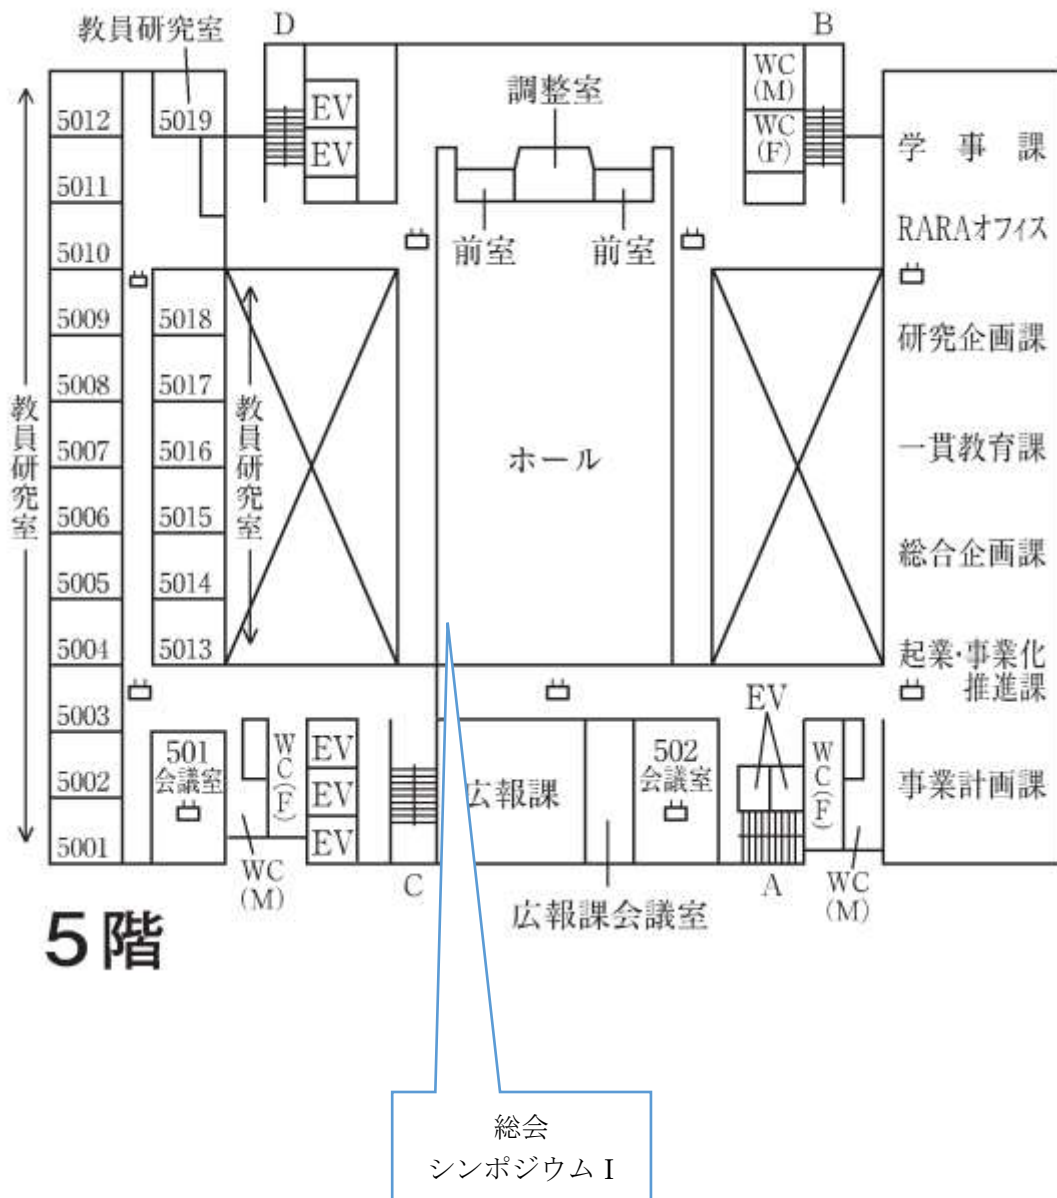 D
B
教員研究室
調整室
WC
(M)
WC
(F)
EV
EV
5012
5019
5011
5010
5009
5018
5008
5017
5007
5016
5006
5015
5005
5014
5004
5013
5003
5002
5001
教員研究室
教員研究室
前室
前室
ホール
学事課
RARAオフィス
研究企画課
一貫教育課
総合企画課
起業・事業化
推進課
事業計画課
EV
501
会議室
WC(F)
EV
EV
EV
広報課
502
会議室
WC(F)
WC
(M)
C
広報課会議室
A
WC
(M)
5階
総会
シンポジウム I